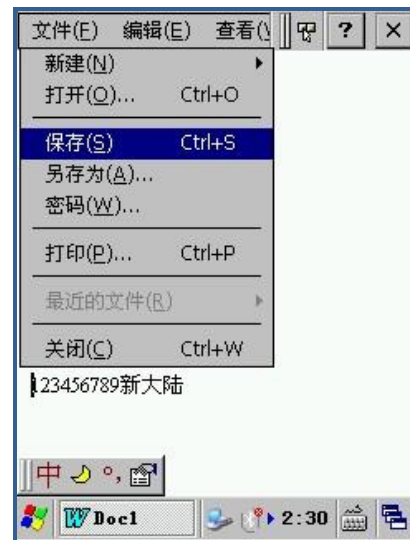 文件(F) 编辑(E) 查看(V ?
新建(N)
打开(O)... Ctrl+O
保存(S) Ctrl+S
另存为(A)...
密码(W)...
打印(P)... Ctrl+P
最近的文件(R)
关闭(C) Ctrl+W
123456789新大陆
中 °,
W Doc1 2:30